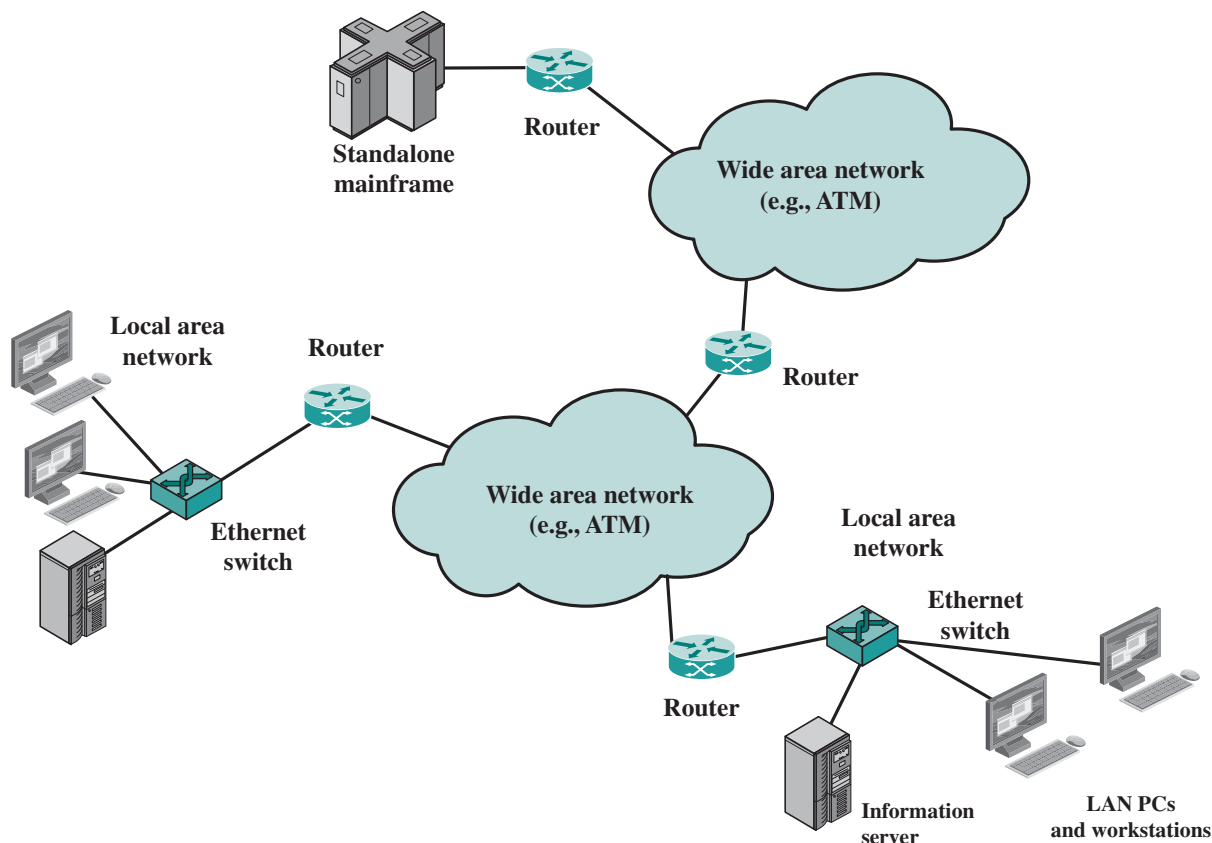 Standalone
mainframe
Router
Wide area network
(e.g., ATM)
Local area
network
Router
Router
Ethernet
switch
Wide area network
(e.g., ATM)
Local area
network
Ethernet
switch
Router
Information
server
LAN PCs
and workstations